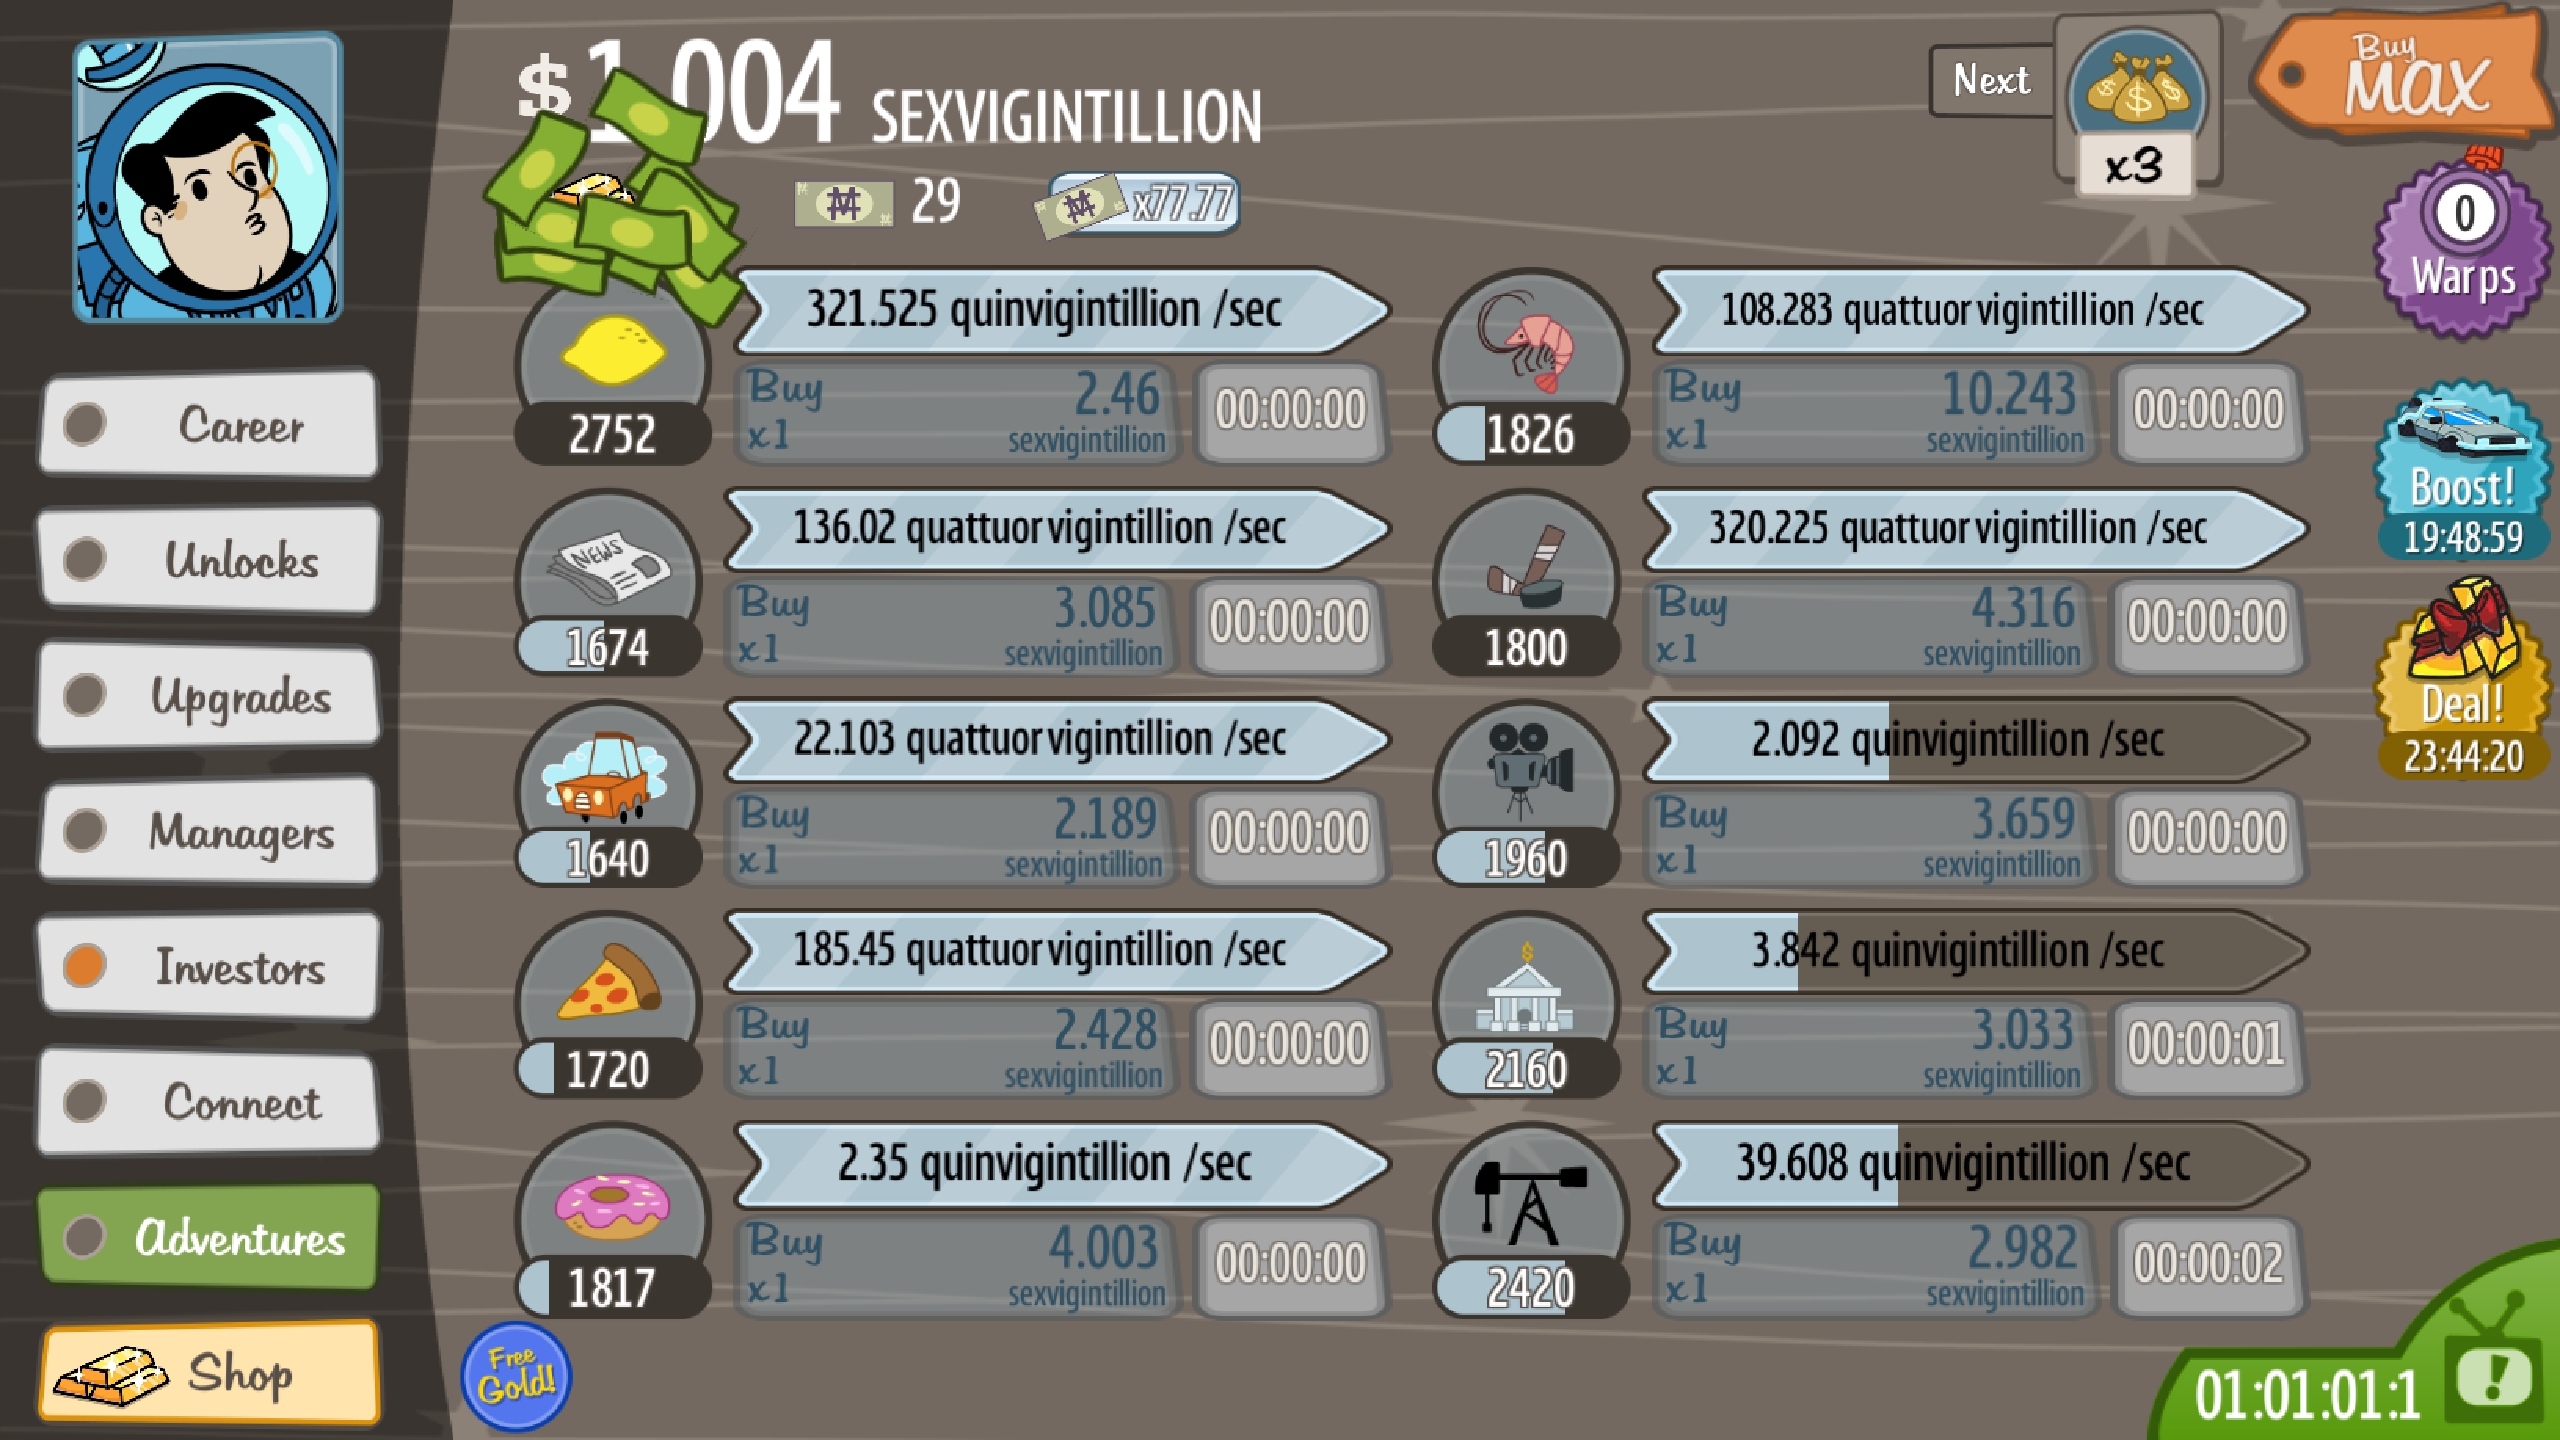 $1.004 SEXVIGINTILLION
29
x77.77
Next
x3
Buy
MAX
0
Warps
Boost!
19:48:59
Deal!
23:44:20
Career
Unlocks
Upgrades
Managers
Investors
Connect
Adventures
Shop
321.525 quinvigintillion /sec
2752
Buy
x1
2.46
sexvigintillion
00:00:00
NEWS
136.02 quattuorvigintillion /sec
1674
Buy
x1
3.085
sexvigintillion
00:00:00
22.103 quattuorvigintillion /sec
1640
Buy
x1
2.189
sexvigintillion
00:00:00
185.45 quattuorvigintillion /sec
1720
Buy
x1
2.428
sexvigintillion
00:00:00
2.35 quinvigintillion /sec
1817
Buy
x1
4.003
sexvigintillion
00:00:00
108.283 quattuorvigintillion /sec
1826
Buy
x1
10.243
sexvigintillion
00:00:00
320.225 quattuorvigintillion /sec
1800
Buy
x1
4.316
sexvigintillion
00:00:00
2.092 quinvigintillion /sec
1960
Buy
x1
3.659
sexvigintillion
00:00:00
3.842 quinvigintillion /sec
2160
Buy
x1
3.033
sexvigintillion
00:00:01
39.608 quinvigintillion /sec
2420
Buy
x1
2.982
sexvigintillion
00:00:02
Free
Gold!
01:01:01:1
!